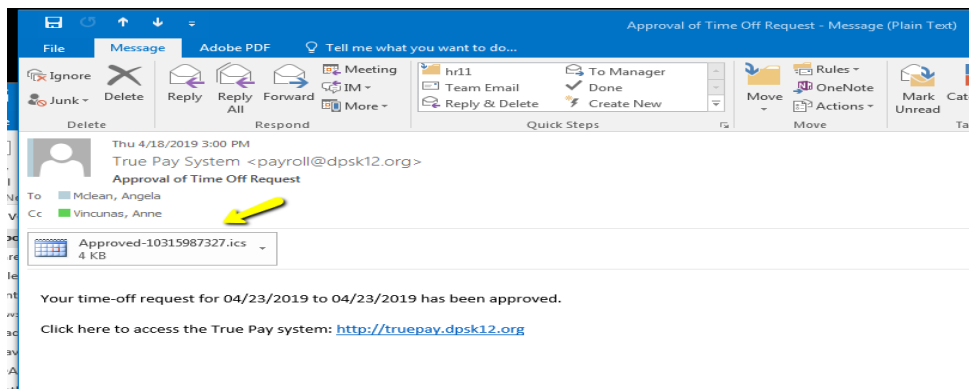 Approval of Time Off Request - Message (Plain Text)
File Message Adobe PDF Tell me what you want to do...
Ignore
Junk
Delete
Reply
Reply All
Forward
Meeting
IM
More
hr11
Team Email
Reply & Delete
To Manager
Done
Create New
Move
Rules
OneNote
Actions
Mark Unread
Delete Respond Quick Steps Move
Thu 4/18/2019 3:00 PM
True Pay System <payroll@dpsk12.org>
Approval of Time Off Request
To Mclean, Angela
Cc Vincunas, Anne
Approved-10315987327.ics
4 KB
Your time-off request for 04/23/2019 to 04/23/2019 has been approved.
Click here to access the True Pay system: http://truepay.dpsk12.org